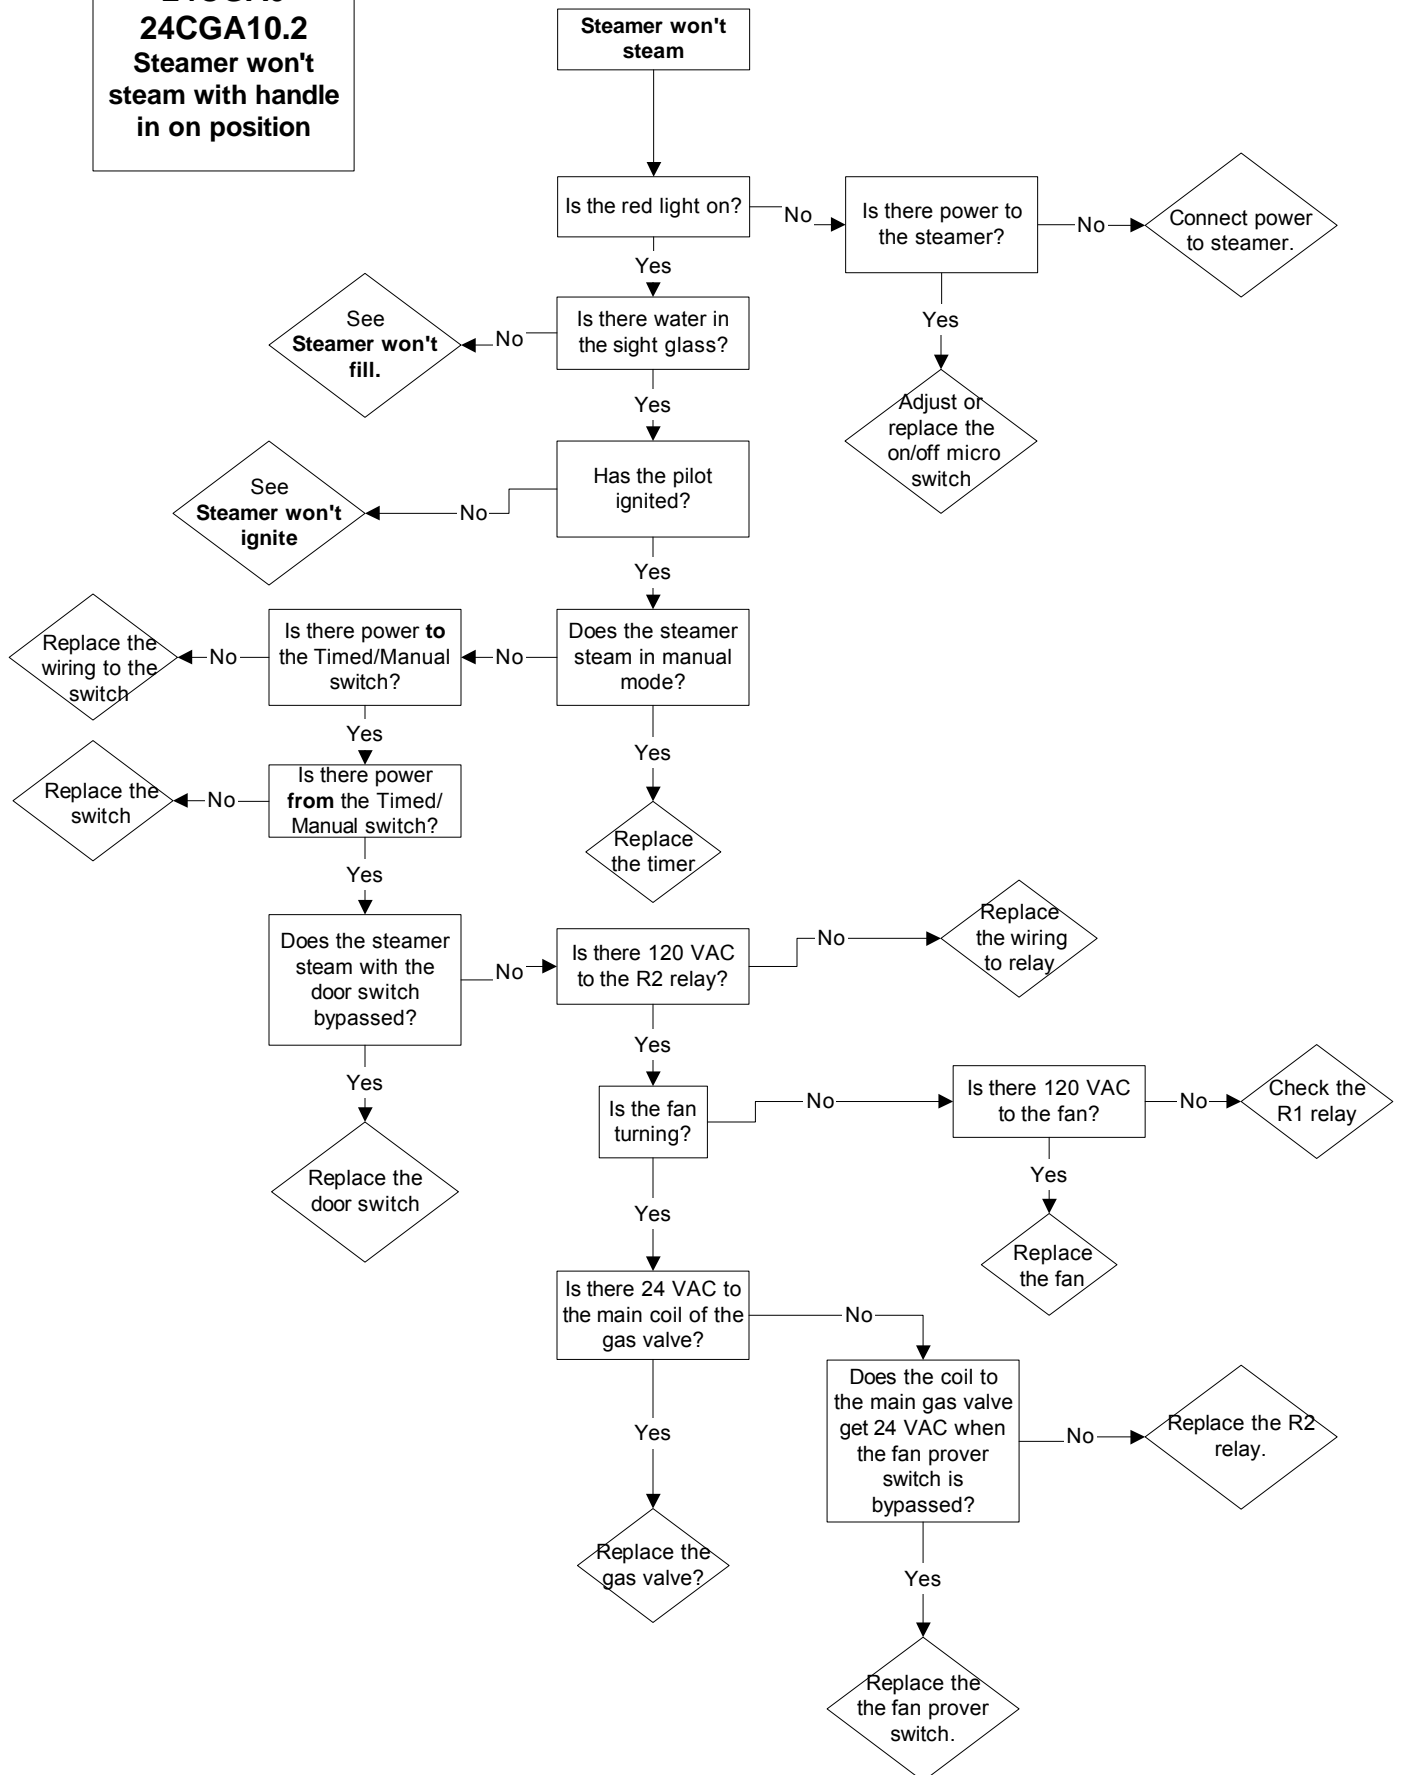 24CGA10.2
Steamer won't
steam with handle
in on position
Steamer won't
steam
Is the red light on?
No
Is there power to
the steamer?
No
Connect power
to steamer.
Yes
Yes
Adjust or
replace the
on/off micro
switch
Is there water in
the sight glass?
No
See
Steamer won't
fill.
Yes
Has the pilot
ignited?
No
See
Steamer won't
ignite
Yes
Does the steamer
steam in manual
mode?
No
Is there power to
the Timed/Manual
switch?
No
Replace the
wiring to the
switch
Yes
Yes
Replace
the timer
Is there power
from the Timed/
Manual switch?
No
Replace the
switch
Yes
Does the steamer
steam with the
door switch
bypassed?
No
Is there 120 VAC
to the R2 relay?
No
Replace
the wiring
to relay
Yes
Replace the
door switch
Yes
Is the fan
turning?
No
Is there 120 VAC
to the fan?
No
Check the
R1 relay
Yes
Replace
the fan
Yes
Is there 24 VAC to
the main coil of the
gas valve?
No
Does the coil to
the main gas valve
get 24 VAC when
the fan prover
switch is
bypassed?
No
Replace the R2
relay.
Yes
Replace the
gas valve?
Yes
Replace the
the fan prover
switch.